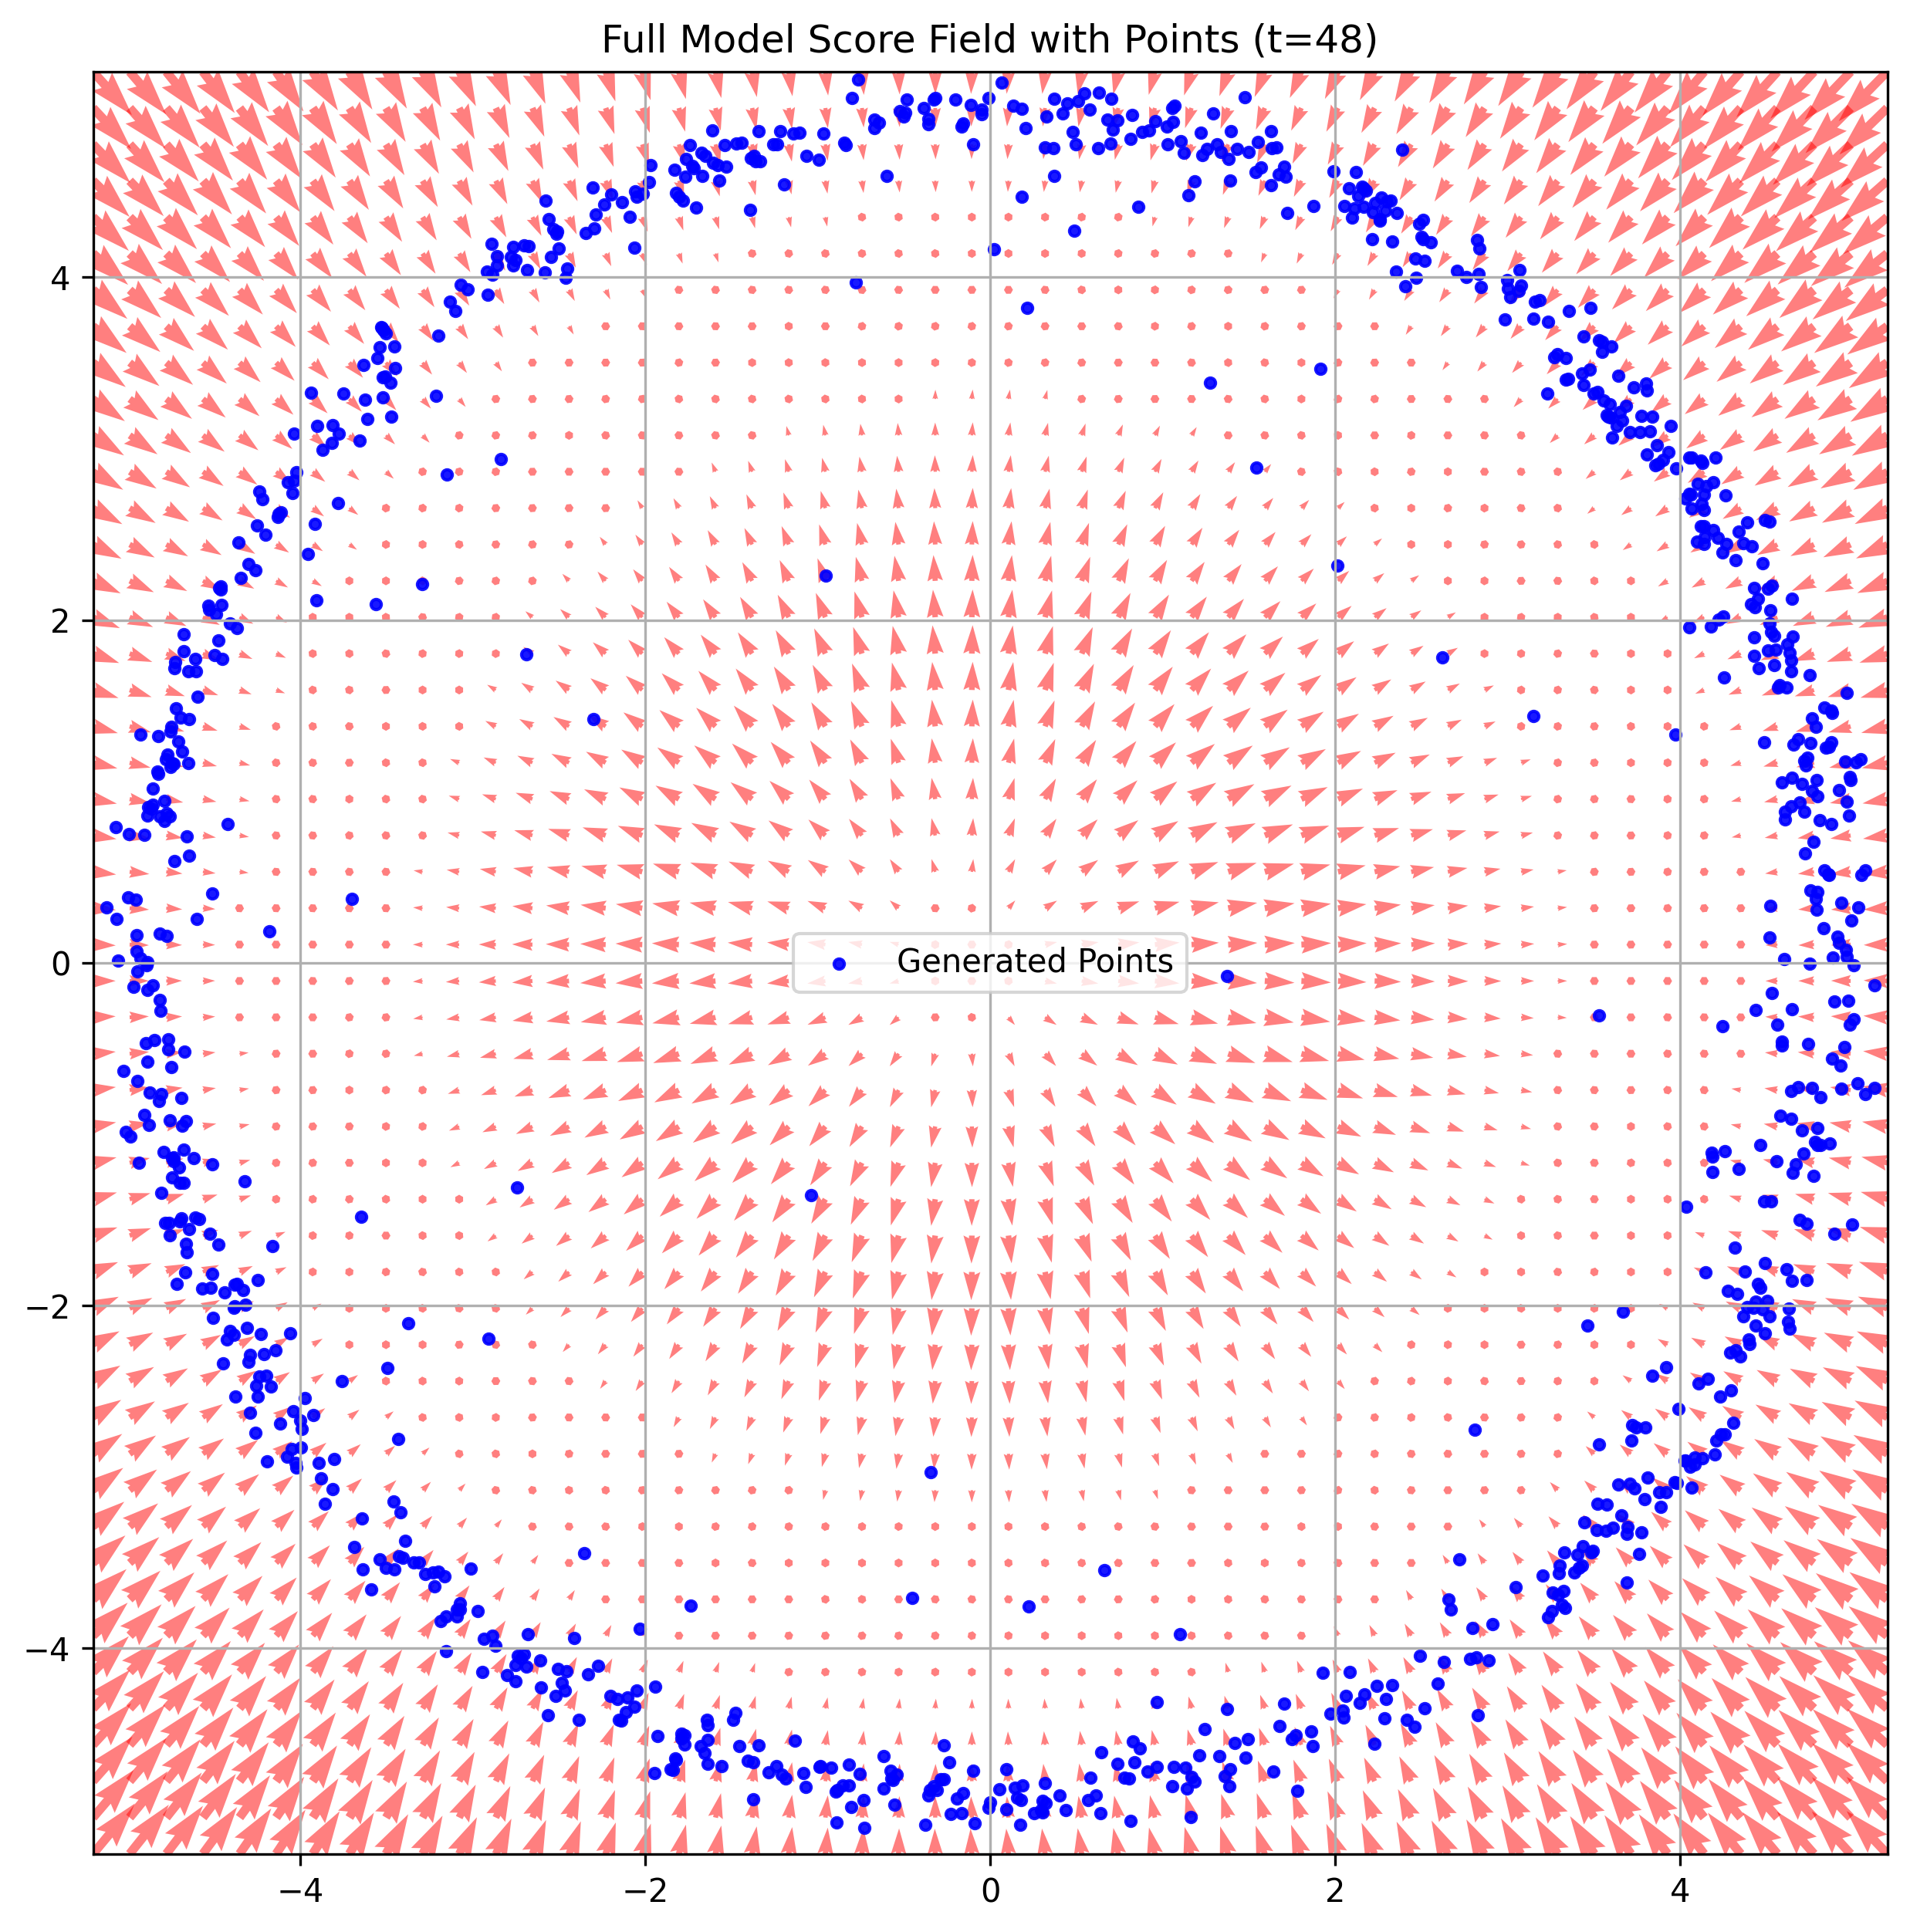 Full Model Score Field with Points (t=48)
4
2
0
−2
−4
Generated Points
−4 −2 0 2 4